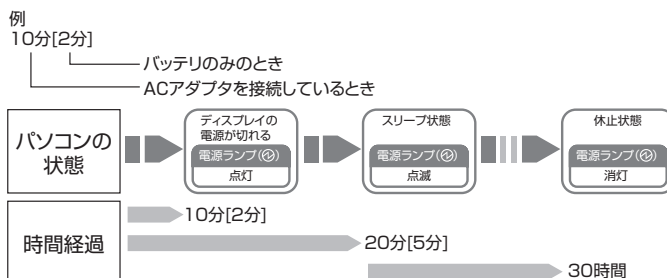 例
10分[2分]
バッテリのみのとき
ACアダプタを接続しているとき
パソコンの
状態
ディスプレイの
電源が切れる
電源ランプ(⏻)
点灯
スリープ状態
電源ランプ(⏻)
点滅
休止状態
電源ランプ(⏻)
消灯
時間経過
10分[2分]
20分[5分]
30時間